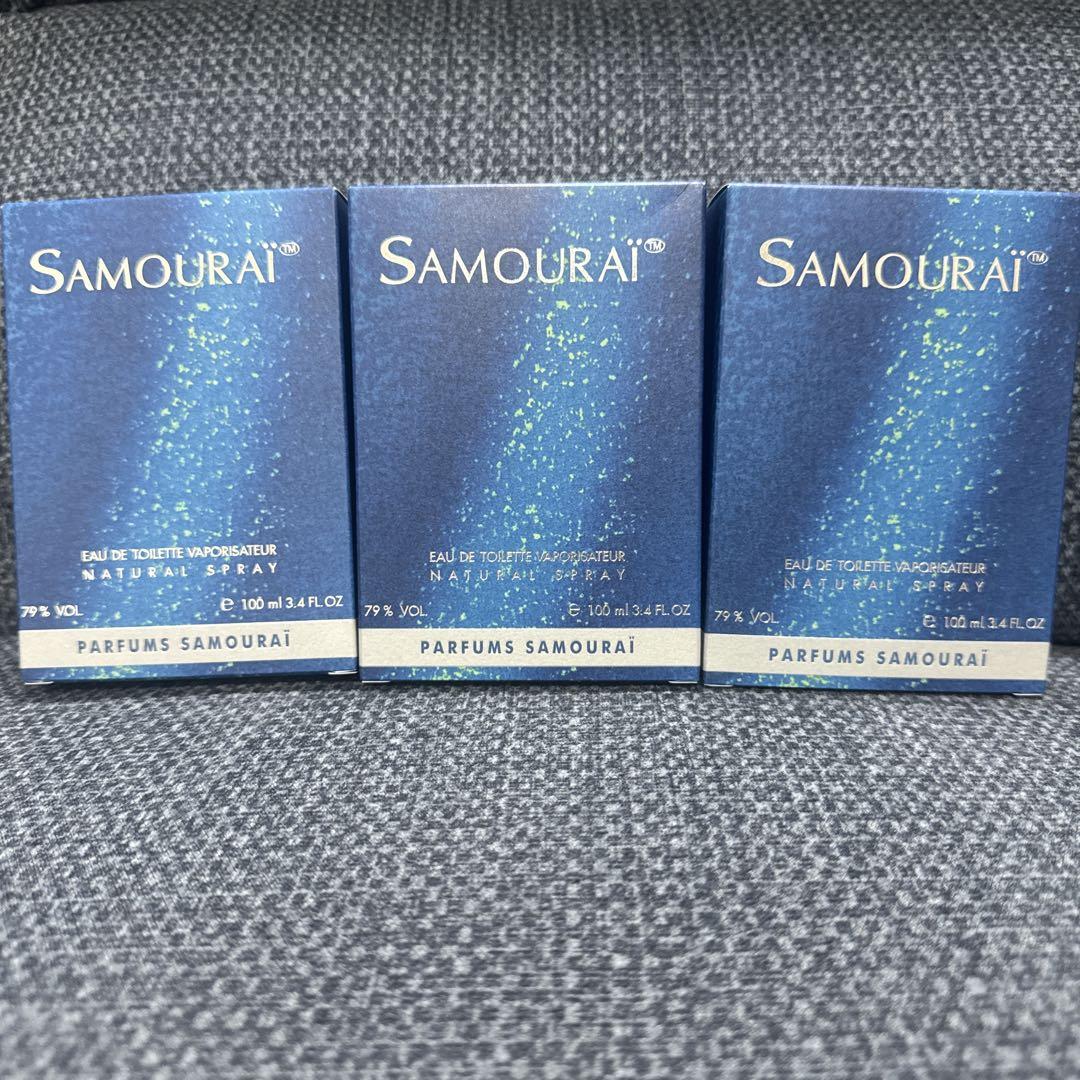 SAMOURAÏ™
EAU DE TOILETTE VAPORISATEUR
NATURAL SPRAY
79% VOL
℮ 100 ml 3.4 FL.OZ
PARFUMS SAMOURAÏ
SAMOURAÏ™
EAU DE TOILETTE VAPORISATEUR
NATURAL SPRAY
79% VOL
℮ 100 ml 3.4 FL.OZ
PARFUMS SAMOURAÏ
SAMOURAÏ™
EAU DE TOILETTE VAPORISATEUR
NATURAL SPRAY
79% VOL
℮ 100 ml 3.4 FL.OZ
PARFUMS SAMOURAÏ